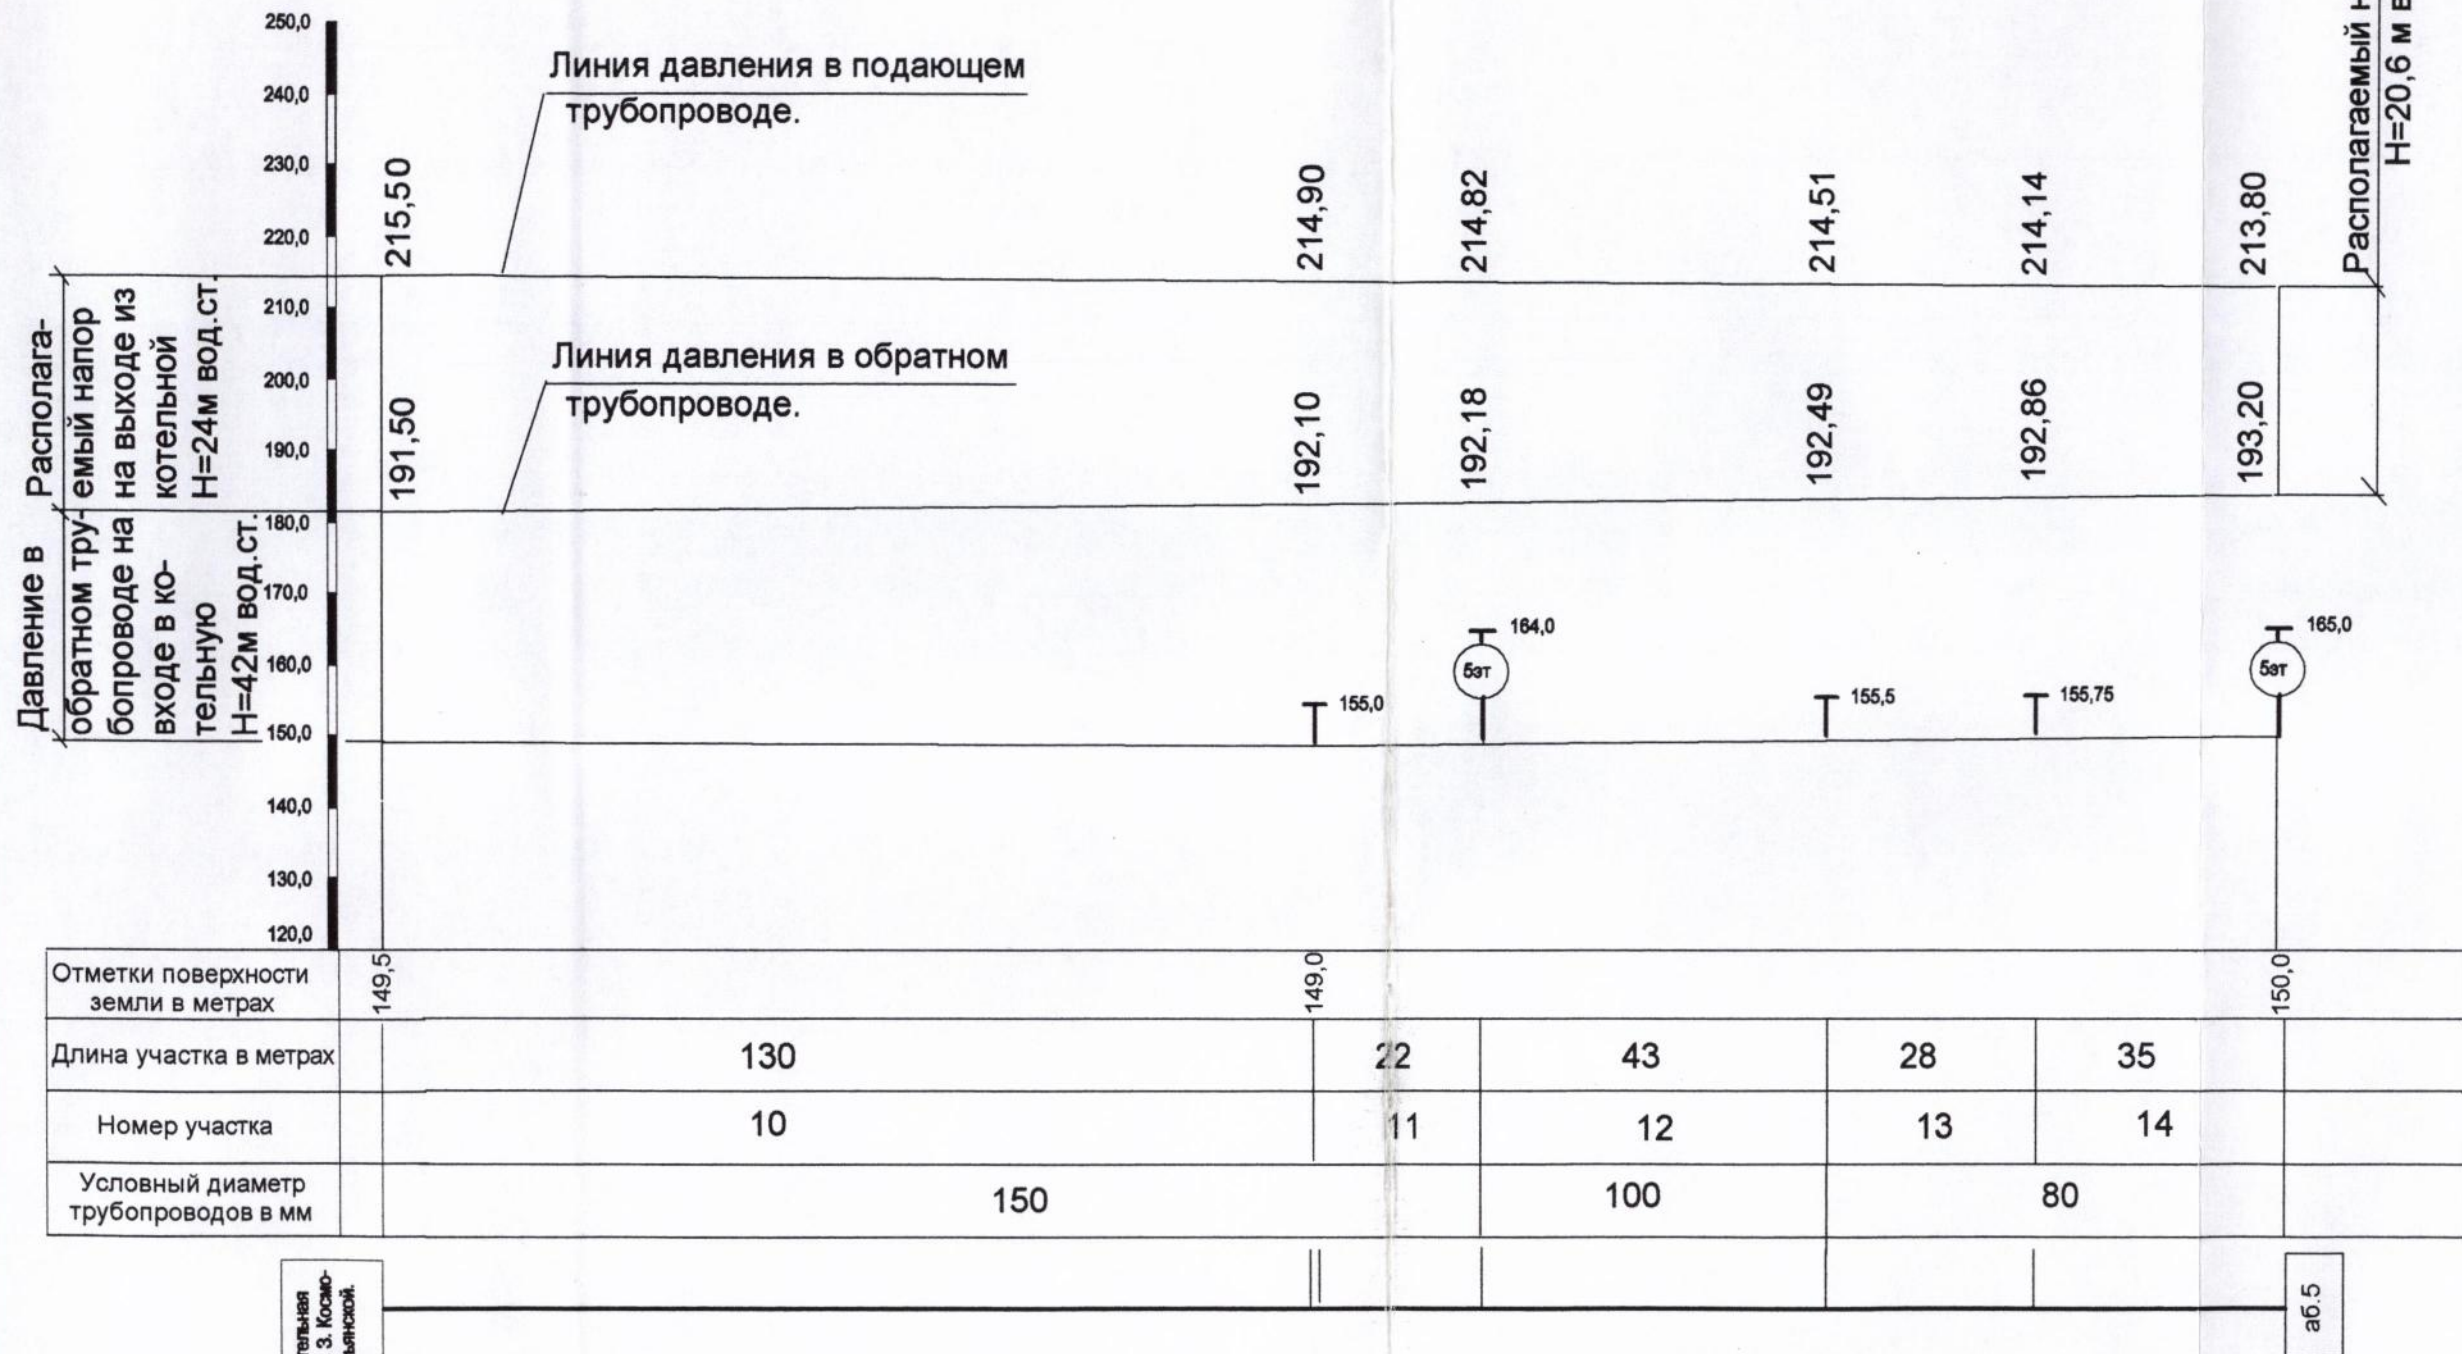 250,0
240,0
230,0
220,0
210,0
200,0
190,0
180,0
170,0
160,0
150,0
140,0
130,0
120,0
Линия давления в подающем
трубопроводе.
Линия давления в обратном
трубопроводе.
Располага-
емый напор
на выходе из
котельной
Н=24м вод.ст.
Давление в
обратном тру-
бопроводе на
входе в ко-
тельную
Н=42м вод.ст.
215,50
214,90
214,82
214,51
214,14
213,80
191,50
192,10
192,18
192,49
192,86
193,20
Располагаемый
Н=20,6 м
155,0
164,0
5эт
155,5
155,75
165,0
5эт
Отметки поверхности
земли в метрах
149,5
149,0
150,0
Длина участка в метрах
130 22 43 28 35
Номер участка
10 11 12 13 14
Условный диаметр
трубопроводов в мм
150 100 80
З. Космо-
аб.5